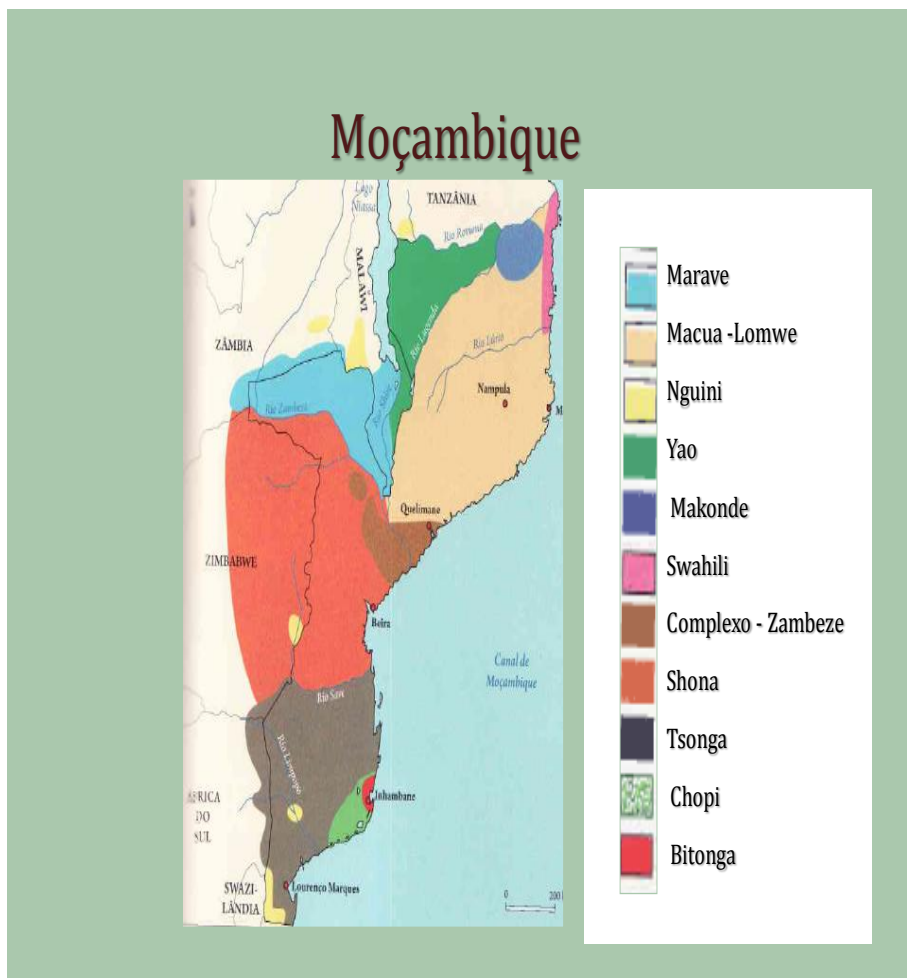 Moçambique
Lago
Niassa
TANZÂNIA
Rio Rovuma
MALAWI
Rio Lugenda
ZÂMBIA
Rio Lúrio
Nampula
M
Rio Zambeze
Rio Shire
Quelimane
ZIMBABWE
Beira
Canal de
Moçambique
Rio Save
Rio Limpopo
Inhambane
ÁFRICA
DO
SUL
SWAZI-
LÂNDIA
Lourenço Marques
0 200
Marave
Macua -Lomwe
Nguini
Yao
Makonde
Swahili
Complexo - Zambeze
Shona
Tsonga
Chopi
Bitonga